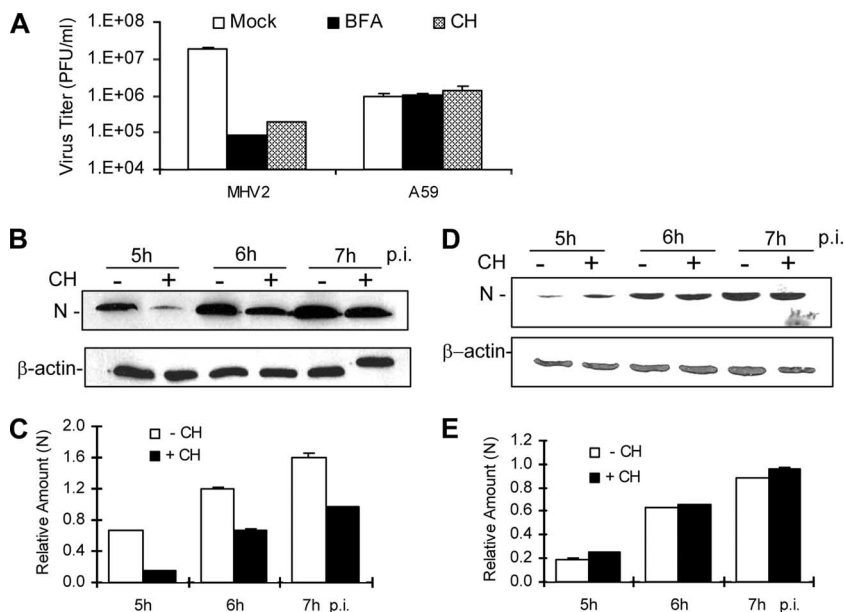 A
Mock BFA CH
Virus Titer (PFU/ml)
1.E+08
1.E+07
1.E+06
1.E+05
1.E+04
MHV2 A59
B
5h 6h 7h p.i.
CH - + - + - +
N -
β-actin-
C
- CH
+ CH
Relative Amount (N)
2.0
1.6
1.2
0.8
0.4
0.0
5h 6h 7h p.i.
D
5h 6h 7h p.i.
CH - + - + - +
N -
β-actin-
E
- CH
+ CH
Relative Amount (N)
1.2
1.0
0.8
0.6
0.4
0.2
0.0
5h 6h 7h p.i.